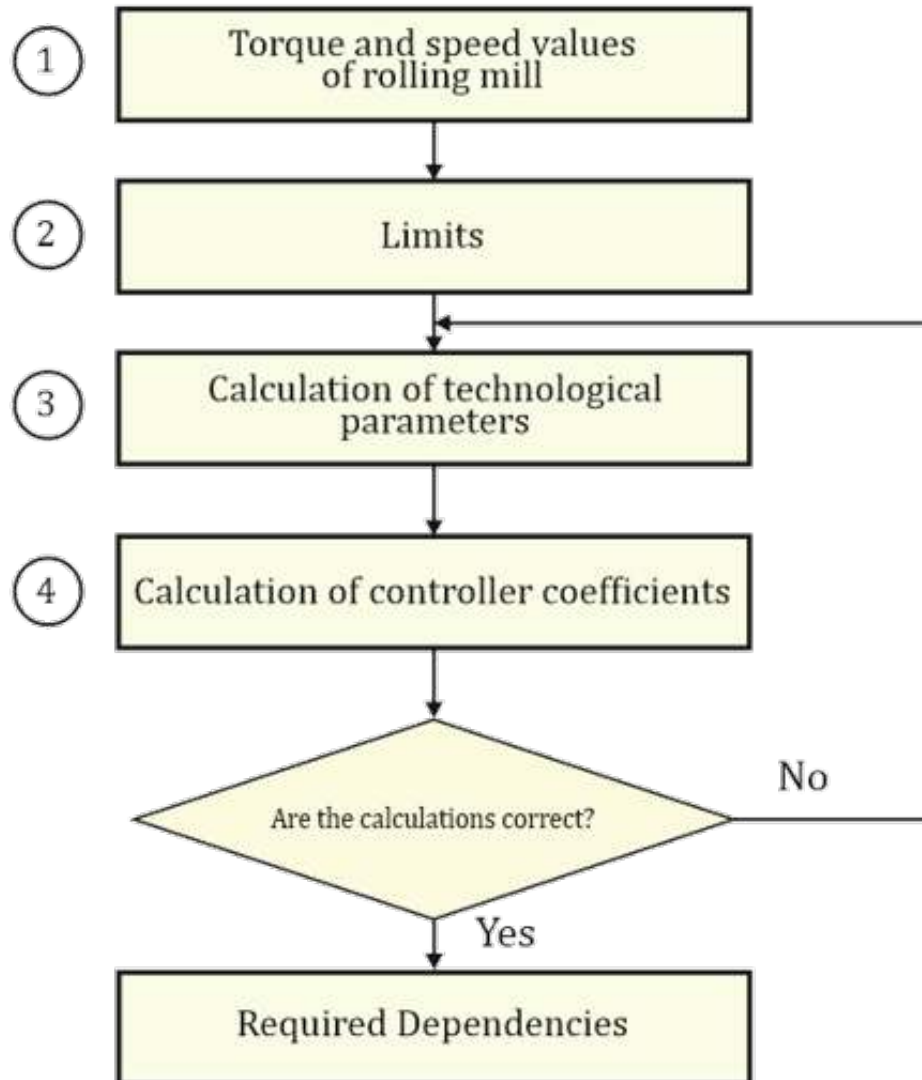 1
Torque and speed values
of rolling mill
2
Limits
3
Calculation of technological
parameters
4
Calculation of controller coefficients
Are the calculations correct?
No
Yes
Required Dependencies